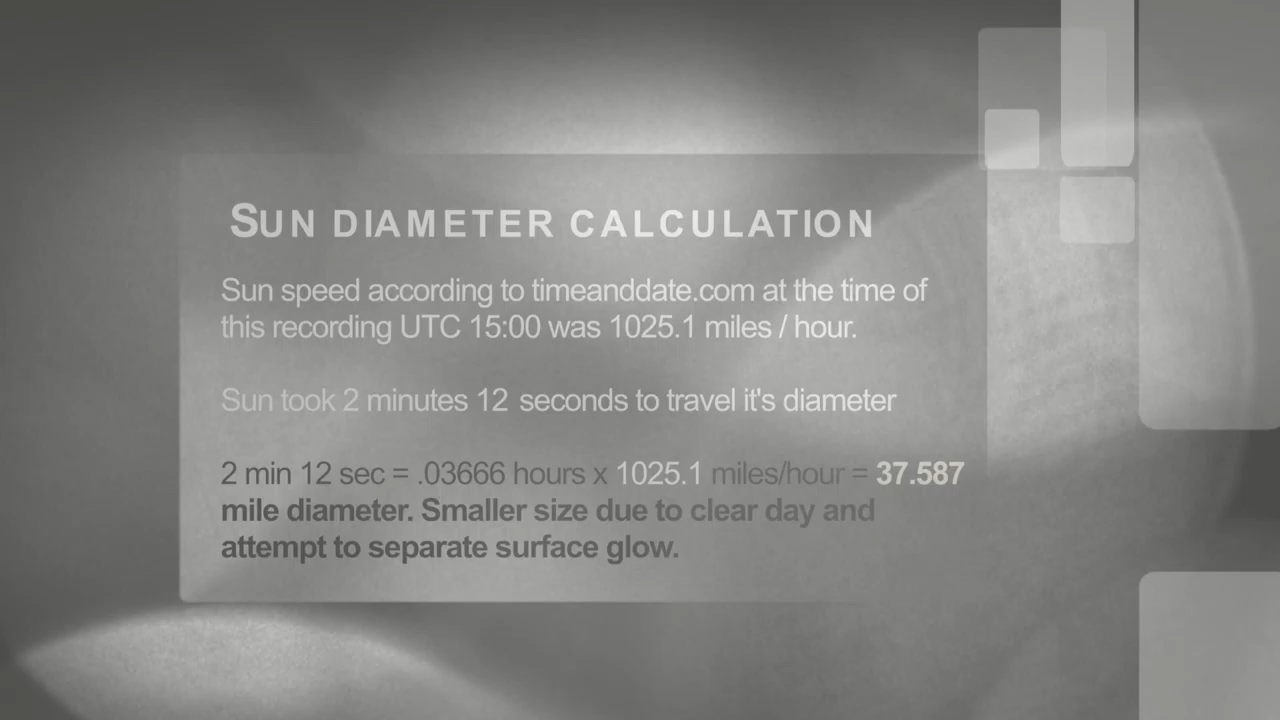 SUN DIAMETER CALCULATION
Sun speed according to timeanddate.com at the time of
this recording UTC 15:00 was 1025.1 miles / hour.
Sun took 2 minutes 12 seconds to travel it's diameter
2 min 12 sec = .03666 hours x 1025.1 miles/hour = 37.587
mile diameter. Smaller size due to clear day and
attempt to separate surface glow.